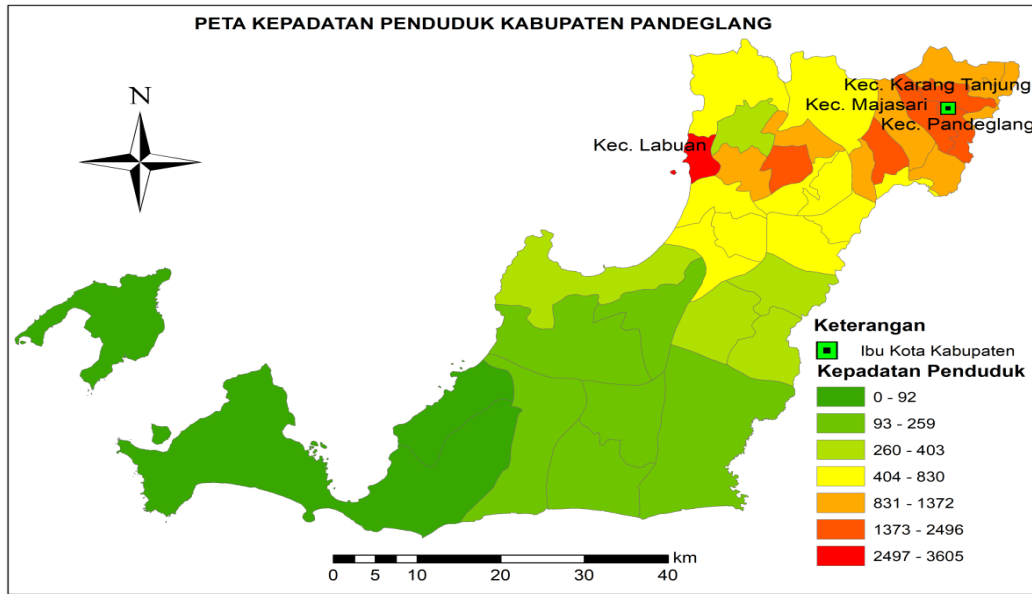 PETA KEPADATAN PENDUDUK KABUPATEN PANDEGLANG
N
Kec. Karang Tanjung
Kec. Majasari
Kec. Pandeglang
Kec. Labuan
Keterangan
Ibu Kota Kabupaten
Kepadatan Penduduk
0 - 92
93 - 259
260 - 403
404 - 830
831 - 1372
1373 - 2496
2497 - 3605
km
0 5 10 20 30 40